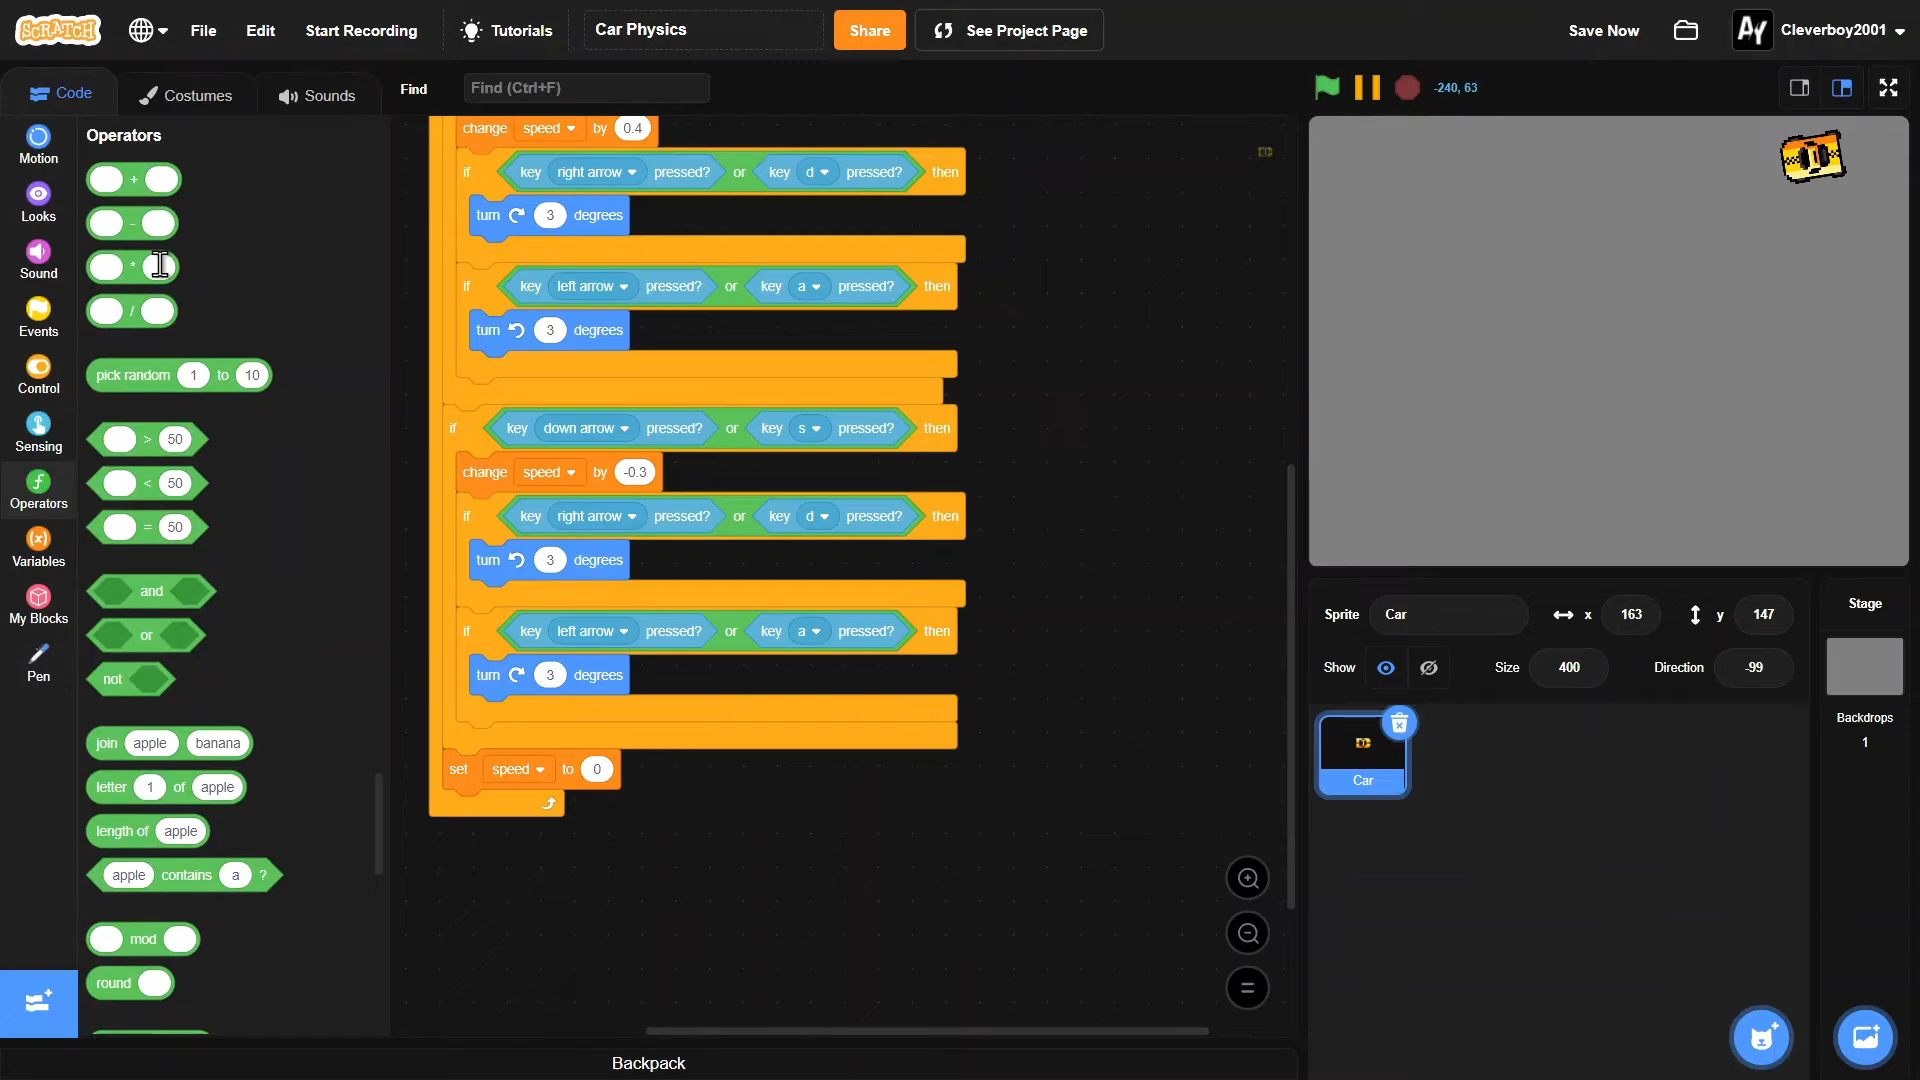 SCRATCH File Edit Start Recording Tutorials Car Physics Share See Project Page Save Now Ay Cleverboy2001
Code Costumes Sounds Find Find (Ctrl+F) -240, 63
Motion
Looks
Sound
Events
Control
Sensing
Operators
Variables
My Blocks
Pen
Operators
+
-
*
/
pick random 1 to 10
> 50
< 50
= 50
and
or
not
join apple banana
letter 1 of apple
length of apple
apple contains a ?
mod
round
change speed by 0.4
if key right arrow pressed? or key d pressed? then
turn 3 degrees
if key left arrow pressed? or key a pressed? then
turn 3 degrees
if key down arrow pressed? or key s pressed? then
change speed by -0.3
if key right arrow pressed? or key d pressed? then
turn 3 degrees
if key left arrow pressed? or key a pressed? then
turn 3 degrees
set speed to 0
Sprite Car x 163 y 147
Show Size 400 Direction -99
Car
Stage
Backdrops
1
Backpack